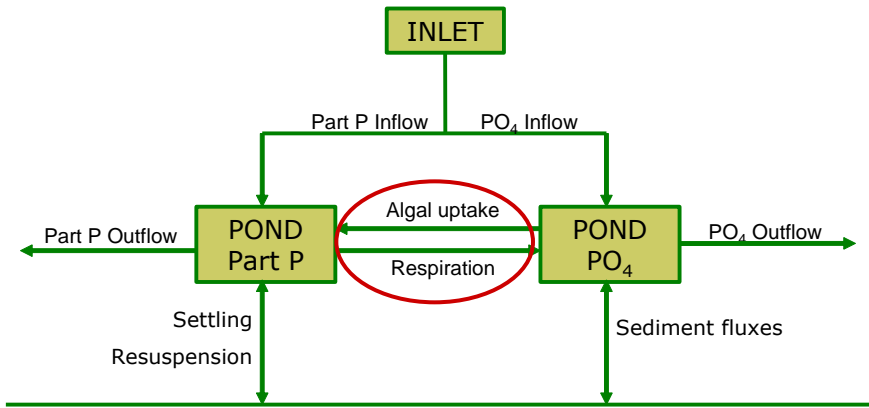 INLET
Part P Inflow
PO₄ Inflow
Algal uptake
Part P Outflow
POND
Part P
POND
PO₄
PO₄ Outflow
Respiration
Settling
Resuspension
Sediment fluxes